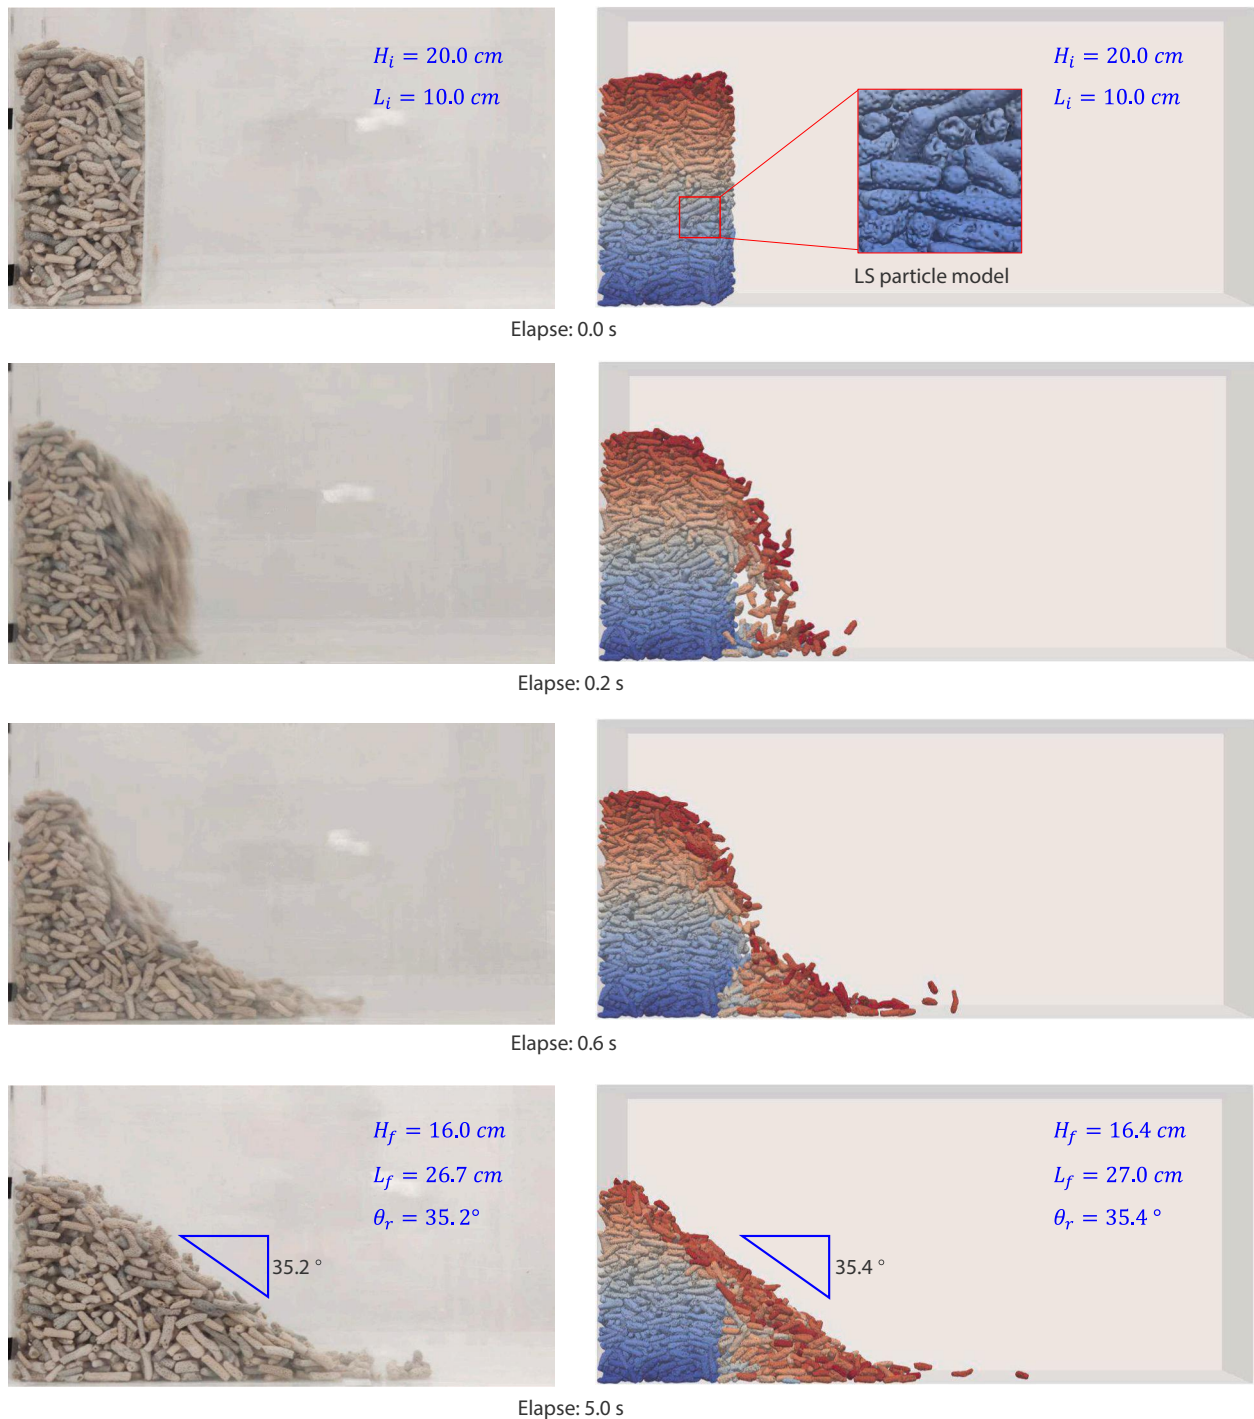 H_i = 20.0 cm
L_i = 10.0 cm
H_i = 20.0 cm
L_i = 10.0 cm
LS particle model
Elapse: 0.0 s
Elapse: 0.2 s
Elapse: 0.6 s
H_f = 16.0 cm
L_f = 26.7 cm
θ_r = 35.2°
35.2 °
H_f = 16.4 cm
L_f = 27.0 cm
θ_r = 35.4 °
35.4 °
Elapse: 5.0 s